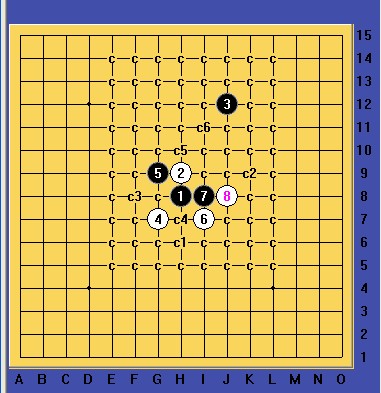 15
c c c c c c c c 14
c c c c c c c c 13
c c c c c 3 c c 12
c c c c c6 c c c 11
c c c c5 c c c c 10
c c 5 2 c c c2 c 9
c c3 c 1 7 8 c c 8
c c 4 c4 6 c c c 7
c c c c1 c c c c 6
c c c c c c c c 5
4
3
2
1
A B C D E F G H I J K L M N O